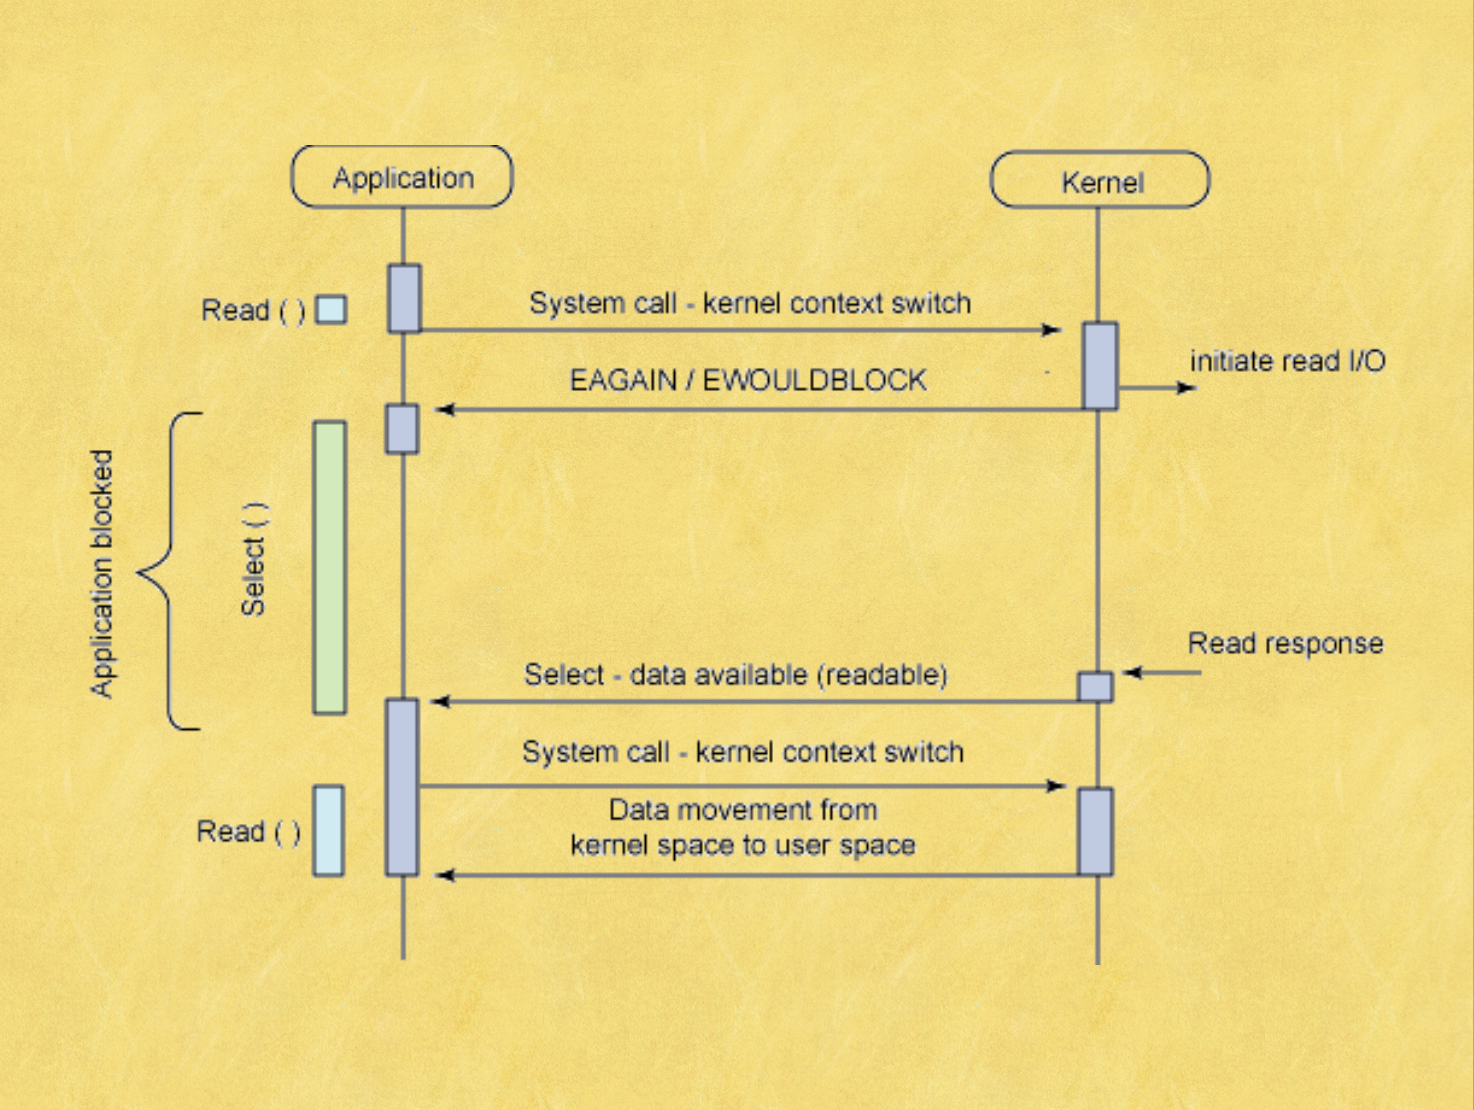 Application
Kernel
Read ( )
System call - kernel context switch
initiate read I/O
EAGAIN / EWOULDBLOCK
Application blocked
Select ( )
Read response
Select - data available (readable)
System call - kernel context switch
Read ( )
Data movement from
kernel space to user space